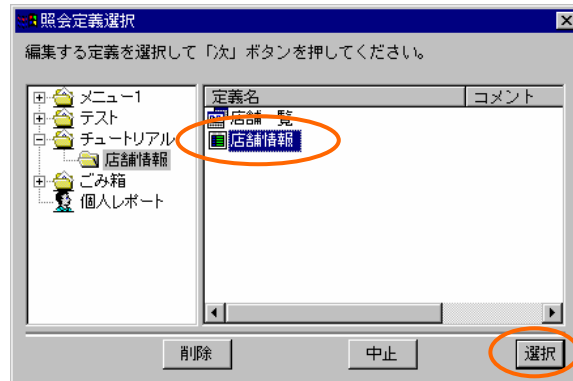 照会定義選択
編集する定義を選択して「次」ボタンを押してください。
メニュー1
テスト
チュートリアル
店舗情報
ごみ箱
個人レポート
定義名 コメント
店舗一覧
店舗情報
削除 中止 選択